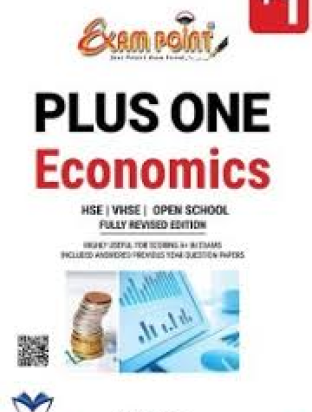 +1
EXAM POINT
PLUS ONE
Economics
HSE | VHSE | OPEN SCHOOL
FULLY REVISED EDITION
HIGHLY USEFUL FOR SCORING A+ IN EXAMS
INCLUDED ANSWERED PREVIOUS YEAR QUESTION PAPERS